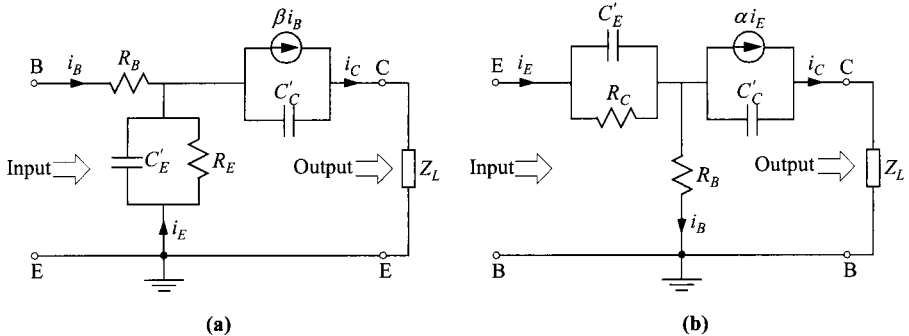 βi_B
B i_B R_B i_C C
C'_C
Input C'_E R_E Output Z_L
i_E
E E
(a)
C'_E αi_E
E i_E i_C C
R_C C'_C
Input R_B Output Z_L
i_B
B B
(b)